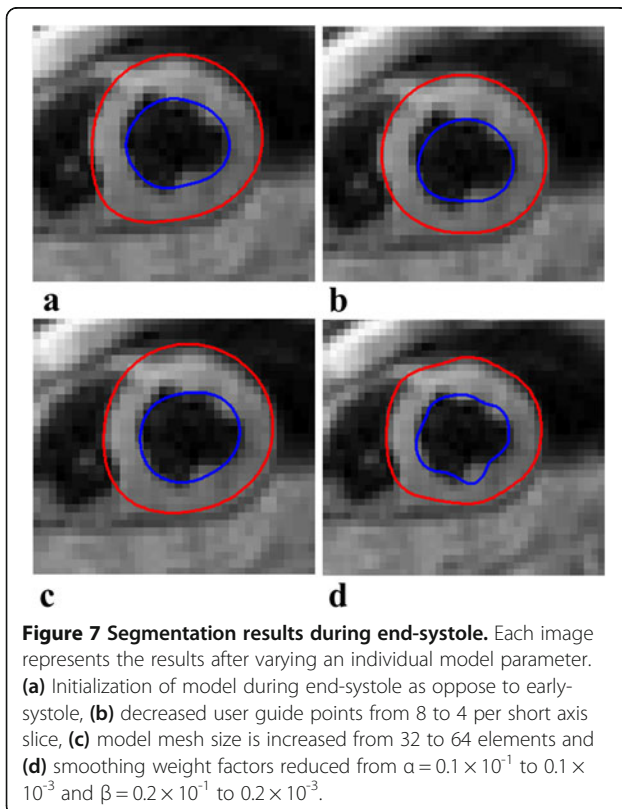 a
b
c
d
Figure 7 Segmentation results during end-systole. Each image
represents the results after varying an individual model parameter.
(a) Initialization of model during end-systole as oppose to early-
systole, (b) decreased user guide points from 8 to 4 per short axis
slice, (c) model mesh size is increased from 32 to 64 elements and
(d) smoothing weight factors reduced from α = 0.1 × 10⁻¹ to 0.1 ×
10⁻³ and β = 0.2 × 10⁻¹ to 0.2 × 10⁻³.